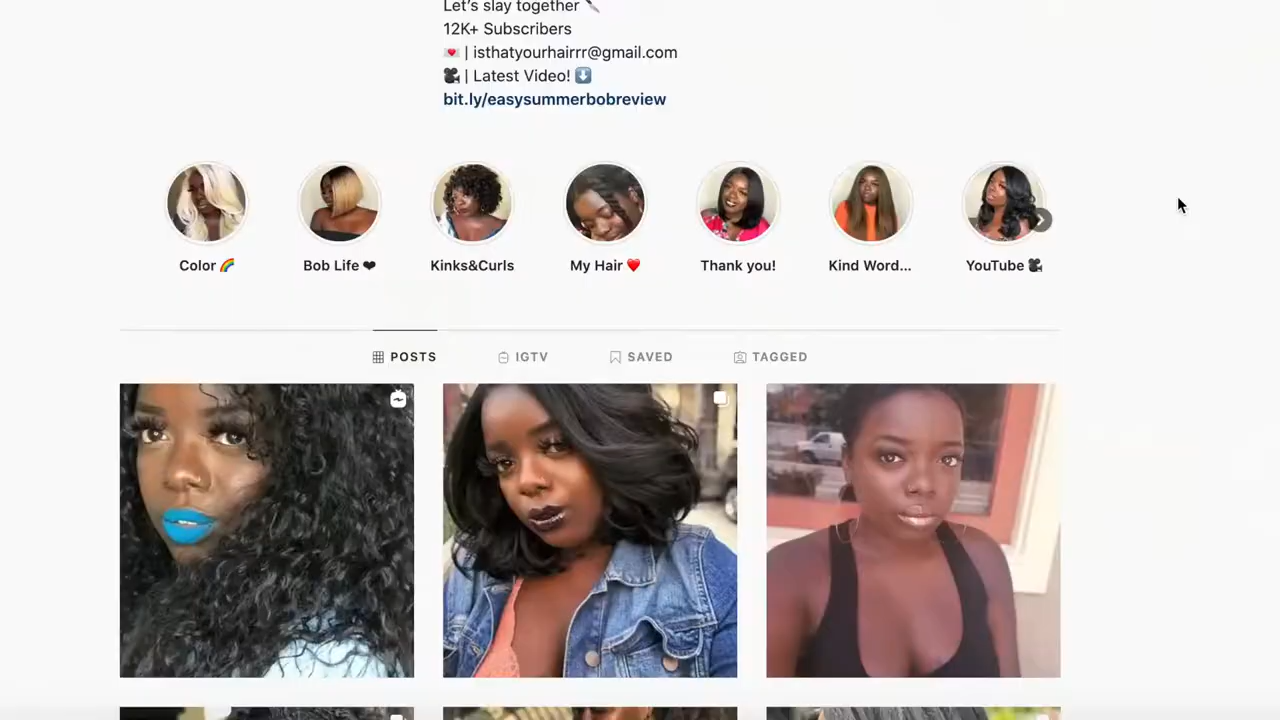 Let's slay together 🔪
12K+ Subscribers
💌 | isthatyourhairrr@gmail.com
🎥 | Latest Video! ⬇️
bit.ly/easysummerbobreview
Color 🌈
Bob Life ❤
Kinks&Curls
My Hair ❤️
Thank you!
Kind Word...
YouTube 🎥
POSTS
IGTV
SAVED
TAGGED